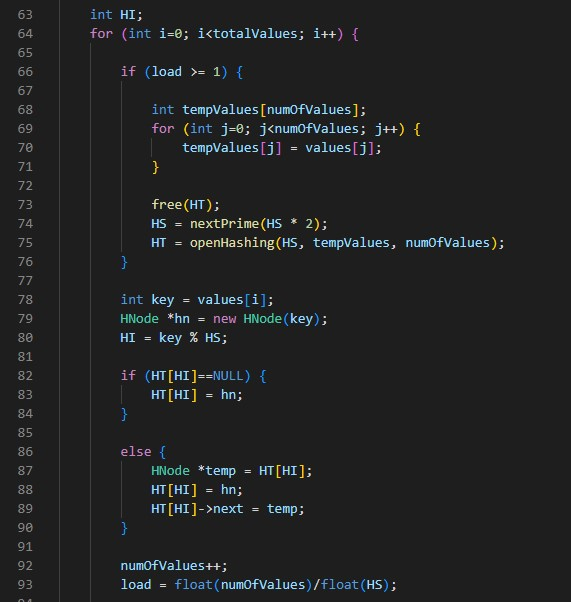 63 int HI;
64 for (int i=0; i<totalValues; i++) {
65
66 if (load >= 1) {
67
68 int tempValues[numOfValues];
69 for (int j=0; j<numOfValues; j++) {
70 tempValues[j] = values[j];
71 }
72
73 free(HT);
74 HS = nextPrime(HS * 2);
75 HT = openHashing(HS, tempValues, numOfValues);
76 }
77
78 int key = values[i];
79 HNode *hn = new HNode(key);
80 HI = key % HS;
81
82 if (HT[HI]==NULL) {
83 HT[HI] = hn;
84 }
85
86 else {
87 HNode *temp = HT[HI];
88 HT[HI] = hn;
89 HT[HI]->next = temp;
90 }
91
92 numOfValues++;
93 load = float(numOfValues)/float(HS);